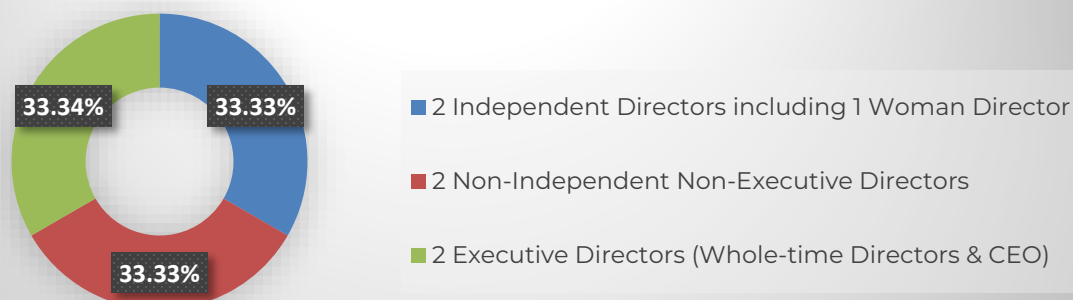 33.34%
33.33%
33.33%
2 Independent Directors including 1 Woman Director
2 Non-Independent Non-Executive Directors
2 Executive Directors (Whole-time Directors & CEO)